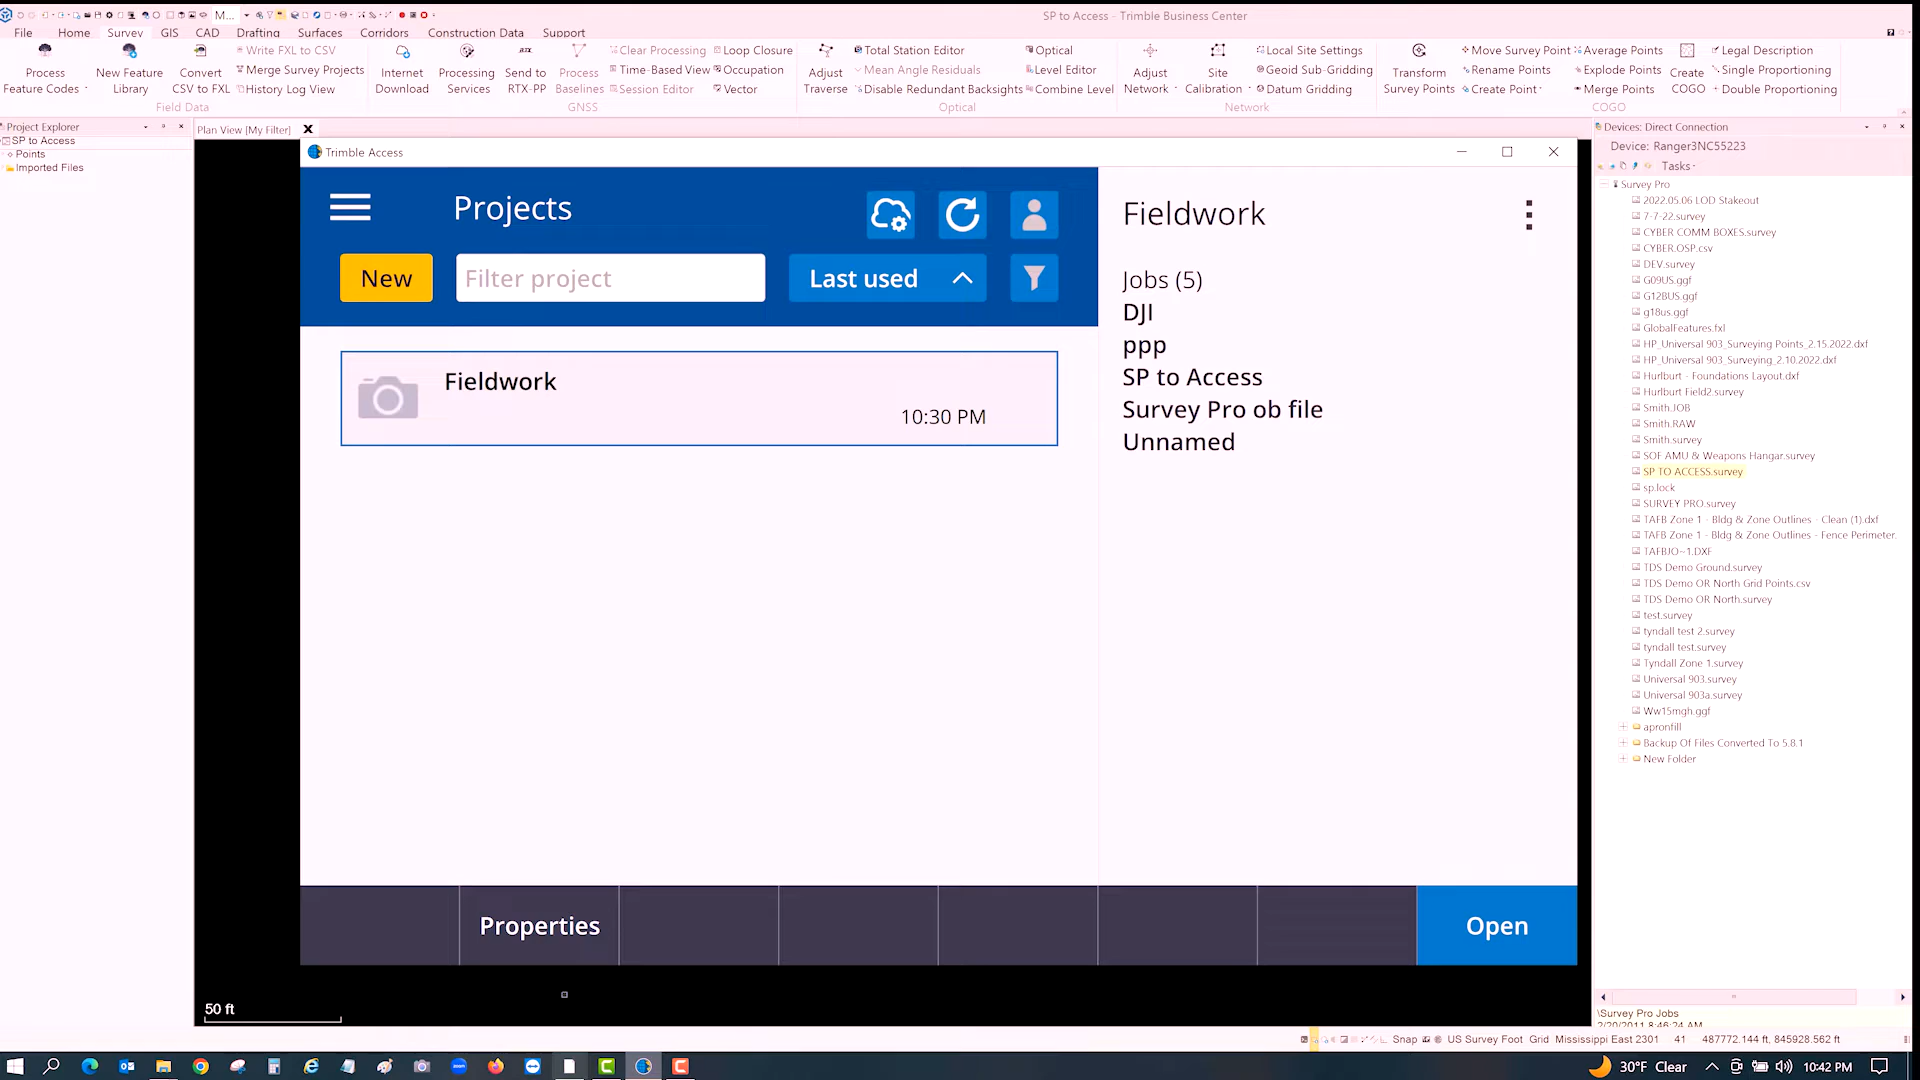 M...
SP to Access - Trimble Business Center
File Home Survey GIS CAD Drafting Surfaces Corridors Construction Data Support
Process Feature Codes
New Feature Library
Convert CSV to FXL
Write FXL to CSV
Merge Survey Projects
History Log View
Field Data
Internet Download
Processing Services
Send to RTX-PP
Process Baselines
Clear Processing
Time-Based View
Session Editor
Loop Closure
Occupation
Vector
GNSS
Adjust Traverse
Total Station Editor
Mean Angle Residuals
Disable Redundant Backsights
Optical
Level Editor
Combine Level
Optical
Adjust Network
Site Calibration
Local Site Settings
Geoid Sub-Gridding
Datum Gridding
Network
Transform Survey Points
Move Survey Point
Rename Points
Create Point
Average Points
Explode Points
Merge Points
Create COGO
Legal Description
Single Proportioning
Double Proportioning
COGO
Project Explorer
SP to Access
Points
Imported Files
Plan View [My Filter]
Trimble Access
Projects
New
Filter project
Last used
Fieldwork
10:30 PM
Fieldwork
Jobs (5)
DJI
ppp
SP to Access
Survey Pro ob file
Unnamed
Properties
Open
50 ft
Devices: Direct Connection
Device: Ranger3NC55223
Tasks
Survey Pro
2022.05.06 LOD Stakeout
7-7-22.survey
CYBER COMM BOXES.survey
CYBER.OSP.csv
DEV.survey
G09US.ggf
G12BUS.ggf
g18us.ggf
GlobalFeatures.fxl
HP_Universal 903_Surveying Points_2.15.2022.dxf
HP_Universal 903_Surveying_2.10.2022.dxf
Hurlburt - Foundations Layout.dxf
Hurlburt Field2.survey
Smith.JOB
Smith.RAW
Smith.survey
SOF AMU & Weapons Hangar.survey
SP TO ACCESS.survey
sp.lock
SURVEY PRO.survey
TAFB Zone 1 - Bldg & Zone Outlines - Clean (1).dxf
TAFB Zone 1 - Bldg & Zone Outlines - Fence Perimeter.
TAFBJO~1.DXF
TDS Demo Ground.survey
TDS Demo OR North Grid Points.csv
TDS Demo OR North.survey
test.survey
tyndall test 2.survey
tyndall test.survey
Tyndall Zone 1.survey
Universal 903.survey
Universal 903a.survey
Ww15mgh.ggf
apronfill
Backup Of Files Converted To 5.8.1
New Folder
\Survey Pro Jobs
2/20/2011 8:46:24 AM
Snap US Survey Foot Grid Mississippi East 2301 41 487772.144 ft, 845928.562 ft
30°F Clear 10:42 PM